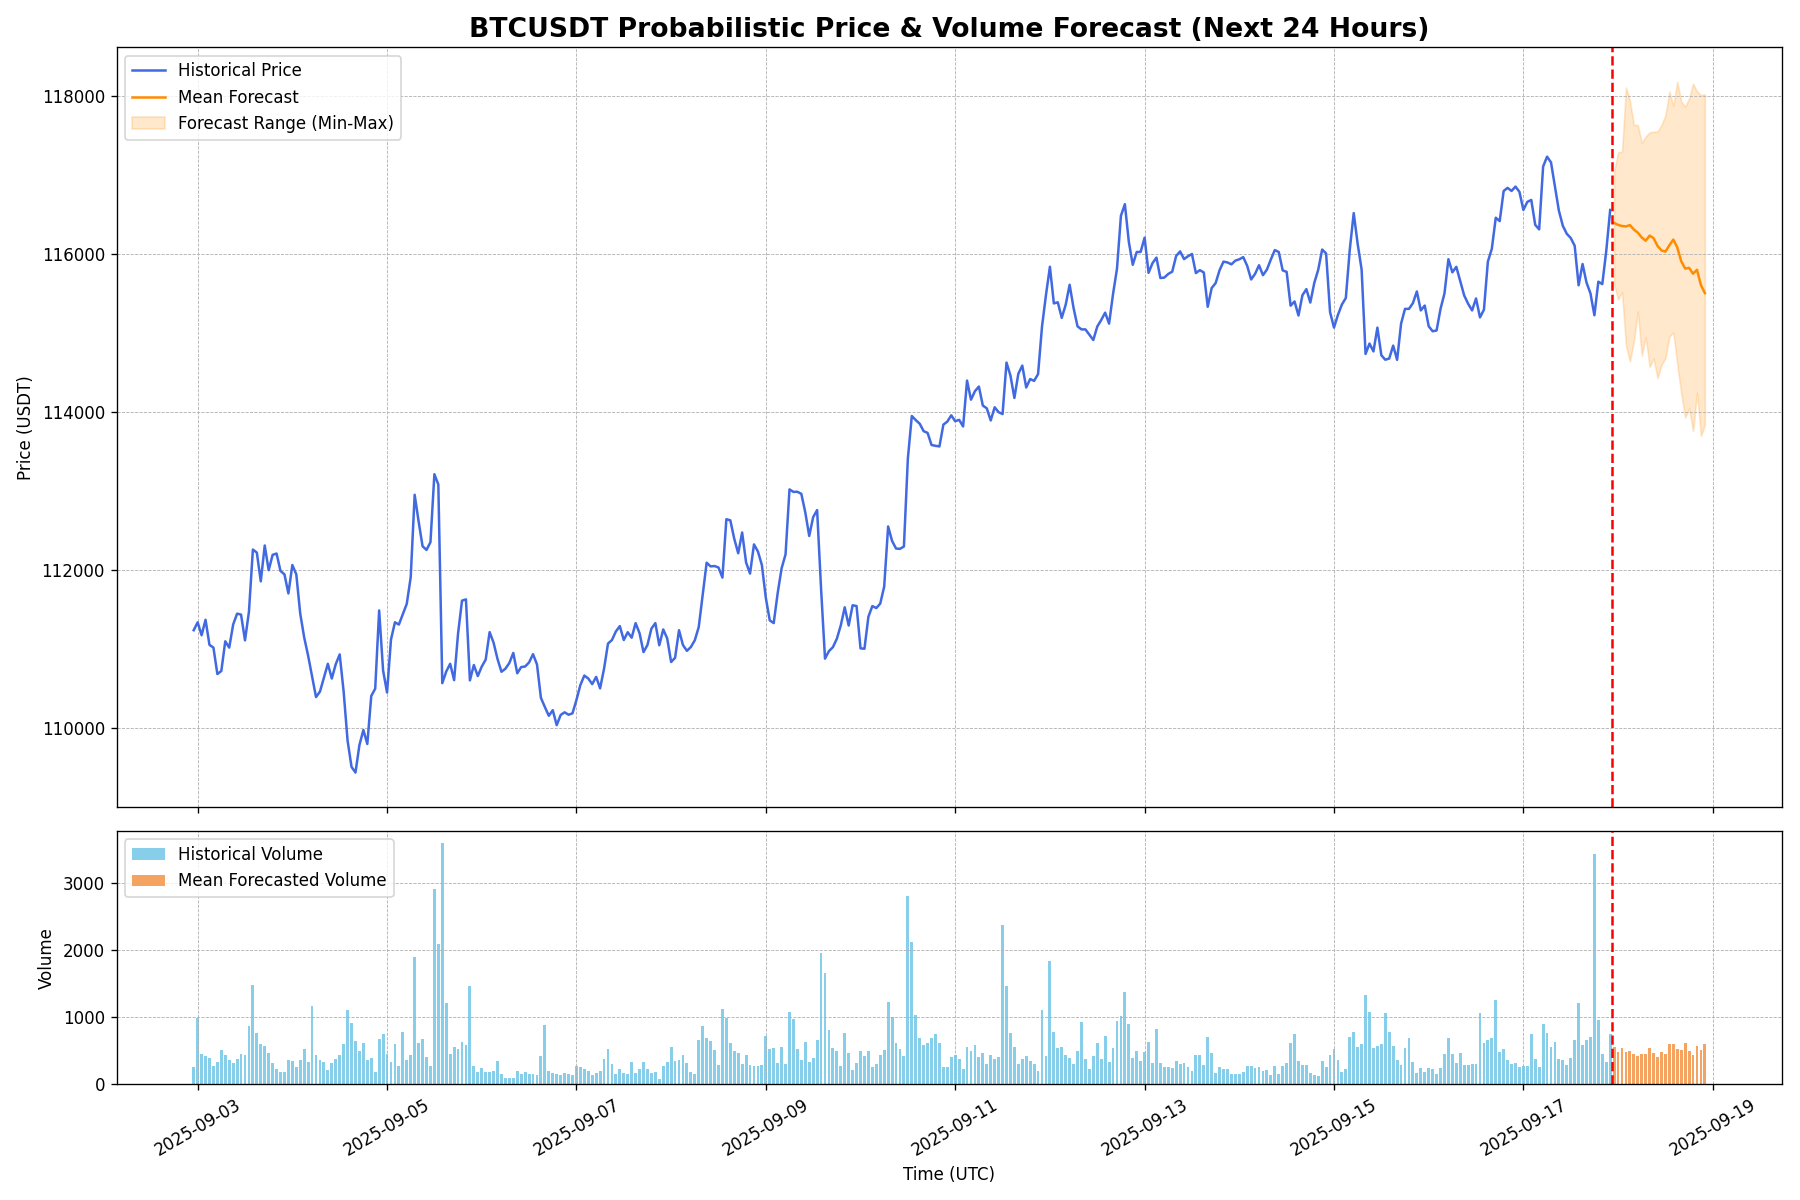 BTCUSDT Probabilistic Price & Volume Forecast (Next 24 Hours)
Historical Price
Mean Forecast
Forecast Range (Min-Max)
118000
116000
114000
112000
110000
Price (USDT)
Historical Volume
Mean Forecasted Volume
3000
2000
1000
0
Volume
2025-09-03
2025-09-05
2025-09-07
2025-09-09
2025-09-11
2025-09-13
2025-09-15
2025-09-17
2025-09-19
Time (UTC)